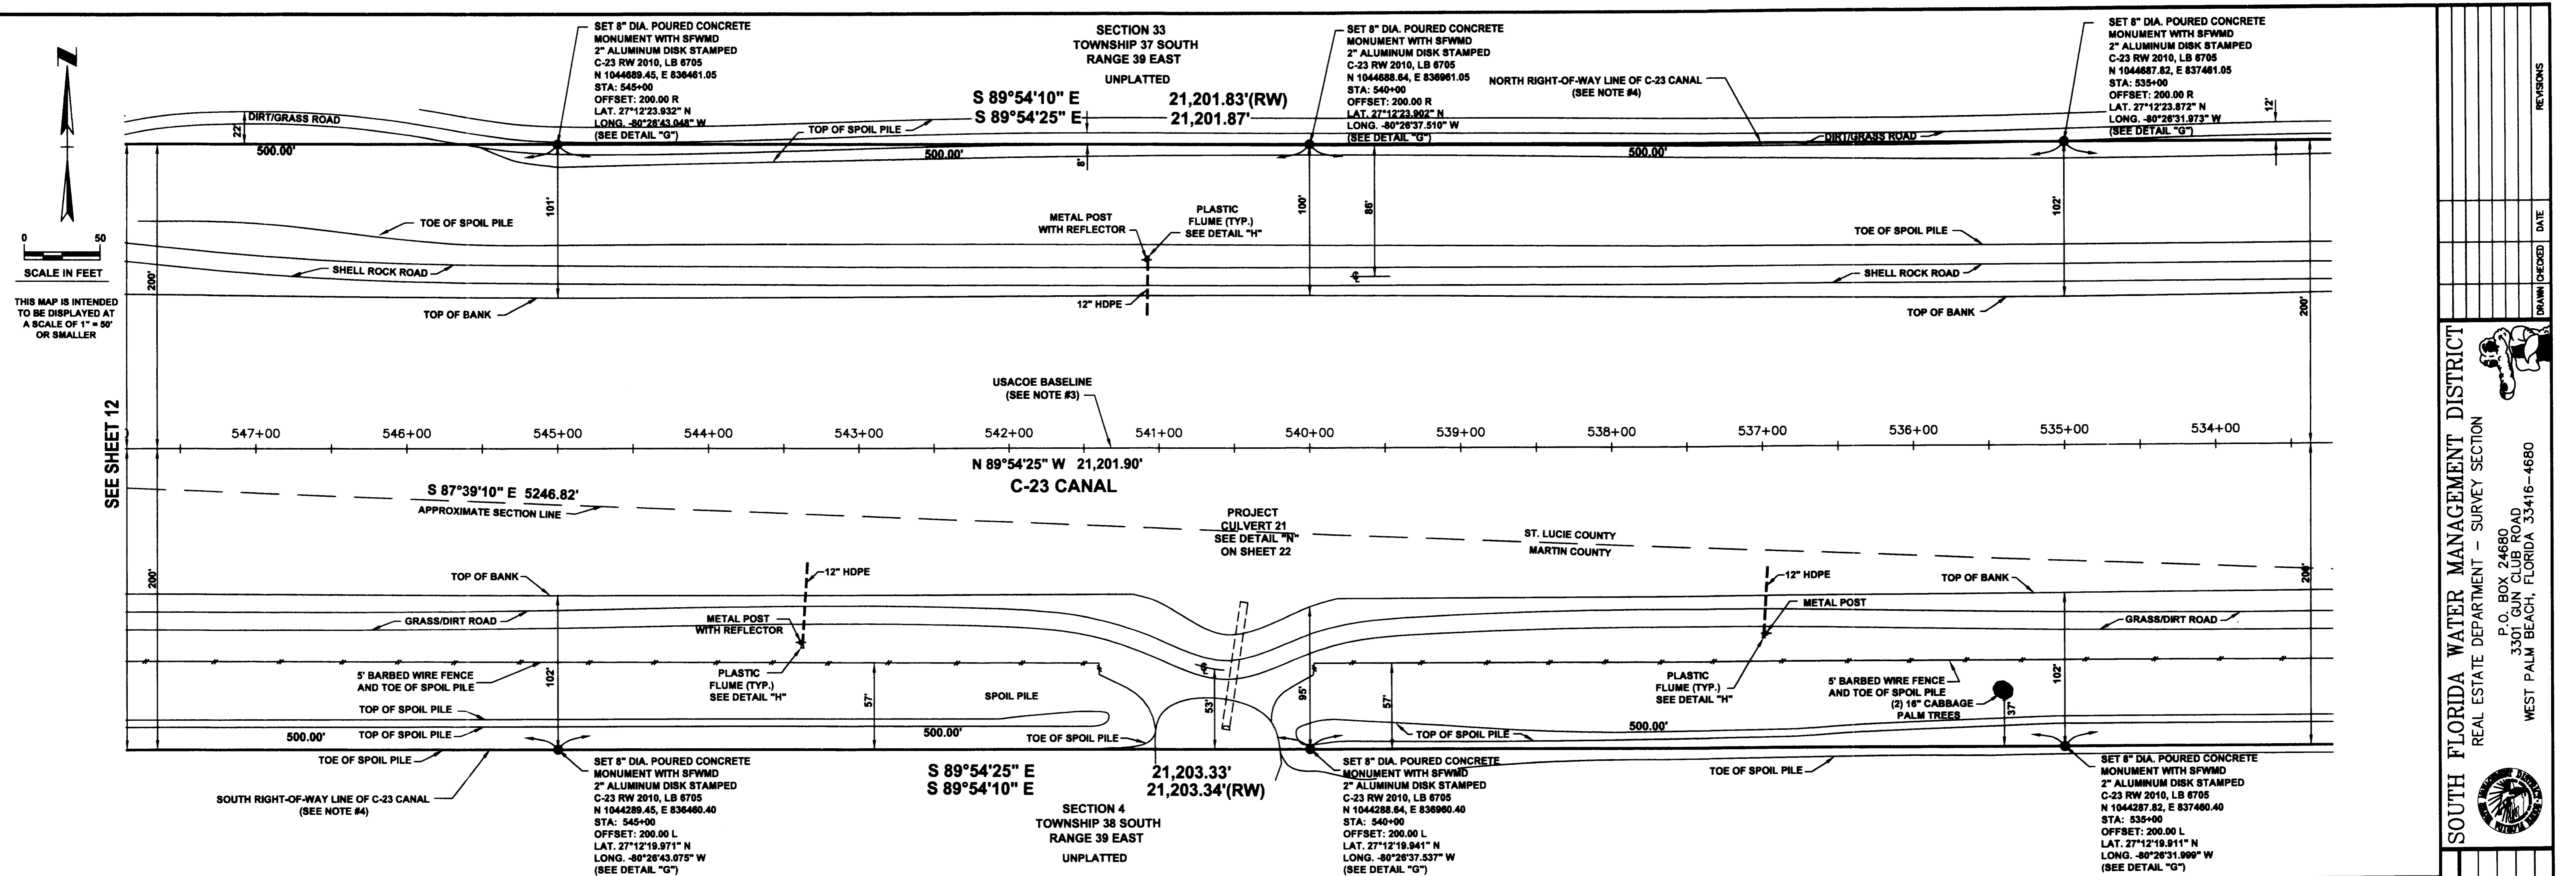 N
0 50
SCALE IN FEET
THIS MAP IS INTENDED
TO BE DISPLAYED AT
A SCALE OF 1" = 50'
OR SMALLER
SEE SHEET 12
SET 8" DIA. POURED CONCRETE
MONUMENT WITH SFWMD
2" ALUMINUM DISK STAMPED
C-23 RW 2010, LB 6705
N 1044689.45, E 836461.05
STA: 545+00
OFFSET: 200.00 R
LAT. 27°12'23.932" N
LONG. -80°26'43.048" W
(SEE DETAIL "G")
SECTION 33
TOWNSHIP 37 SOUTH
RANGE 39 EAST
UNPLATTED
S 89°54'10" E 21,201.83'(RW)
S 89°54'25" E 21,201.87'
SET 8" DIA. POURED CONCRETE
MONUMENT WITH SFWMD
2" ALUMINUM DISK STAMPED
C-23 RW 2010, LB 6705
N 1044688.64, E 836961.05
STA: 540+00
OFFSET: 200.00 R
LAT. 27°12'23.902" N
LONG. -80°26'37.510" W
(SEE DETAIL "G")
NORTH RIGHT-OF-WAY LINE OF C-23 CANAL
(SEE NOTE #4)
SET 8" DIA. POURED CONCRETE
MONUMENT WITH SFWMD
2" ALUMINUM DISK STAMPED
C-23 RW 2010, LB 6705
N 1044687.82, E 837461.05
STA: 535+00
OFFSET: 200.00 R
LAT. 27°12'23.872" N
LONG. -80°26'31.973" W
(SEE DETAIL "G")
12'
22'
DIRT/GRASS ROAD
TOP OF SPOIL PILE
DIRT/GRASS ROAD
500.00'
500.00'
500.00'
8'
101'
100'
86'
102'
TOE OF SPOIL PILE
METAL POST
WITH REFLECTOR
PLASTIC
FLUME (TYP.)
SEE DETAIL "H"
TOE OF SPOIL PILE
SHELL ROCK ROAD
SHELL ROCK ROAD
200'
℄
12" HDPE
200'
TOP OF BANK
TOP OF BANK
USACOE BASELINE
(SEE NOTE #3)
547+00 546+00 545+00 544+00 543+00 542+00 541+00 540+00 539+00 538+00 537+00 536+00 535+00 534+00
N 89°54'25" W 21,201.90'
C-23 CANAL
S 87°39'10" E 5246.82'
APPROXIMATE SECTION LINE
PROJECT
CULVERT 21
SEE DETAIL "N"
ON SHEET 22
ST. LUCIE COUNTY
MARTIN COUNTY
200'
200'
TOP OF BANK
12" HDPE
12" HDPE
TOP OF BANK
GRASS/DIRT ROAD
METAL POST
WITH REFLECTOR
METAL POST
GRASS/DIRT ROAD
5' BARBED WIRE FENCE
AND TOE OF SPOIL PILE
102'
PLASTIC
FLUME (TYP.)
SEE DETAIL "H"
57'
SPOIL PILE
℄
53'
95'
57'
PLASTIC
FLUME (TYP.)
SEE DETAIL "H"
5' BARBED WIRE FENCE
AND TOE OF SPOIL PILE
(2) 16" CABBAGE
PALM TREES
37'
102'
TOP OF SPOIL PILE
TOP OF SPOIL PILE
500.00'
500.00'
TOE OF SPOIL PILE
TOP OF SPOIL PILE
500.00'
TOE OF SPOIL PILE
TOE OF SPOIL PILE
SOUTH RIGHT-OF-WAY LINE OF C-23 CANAL
(SEE NOTE #4)
SET 8" DIA. POURED CONCRETE
MONUMENT WITH SFWMD
2" ALUMINUM DISK STAMPED
C-23 RW 2010, LB 6705
N 1044289.45, E 836460.40
STA: 545+00
OFFSET: 200.00 L
LAT. 27°12'19.971" N
LONG. -80°26'43.075" W
(SEE DETAIL "G")
S 89°54'25" E 21,203.33'
S 89°54'10" E 21,203.34'(RW)
SECTION 4
TOWNSHIP 38 SOUTH
RANGE 39 EAST
UNPLATTED
SET 8" DIA. POURED CONCRETE
MONUMENT WITH SFWMD
2" ALUMINUM DISK STAMPED
C-23 RW 2010, LB 6705
N 1044288.64, E 836960.40
STA: 540+00
OFFSET: 200.00 L
LAT. 27°12'19.941" N
LONG. -80°26'37.537" W
(SEE DETAIL "G")
SET 8" DIA. POURED CONCRETE
MONUMENT WITH SFWMD
2" ALUMINUM DISK STAMPED
C-23 RW 2010, LB 6705
N 1044287.82, E 837460.40
STA: 535+00
OFFSET: 200.00 L
LAT. 27°12'19.911" N
LONG. -80°26'31.999" W
(SEE DETAIL "G")
REVISIONS
DRAWN CHECKED DATE
SOUTH FLORIDA WATER MANAGEMENT DISTRICT
REAL ESTATE DEPARTMENT - SURVEY SECTION
P.O. BOX 24680
3301 GUN CLUB ROAD
WEST PALM BEACH, FLORIDA 33416-4680